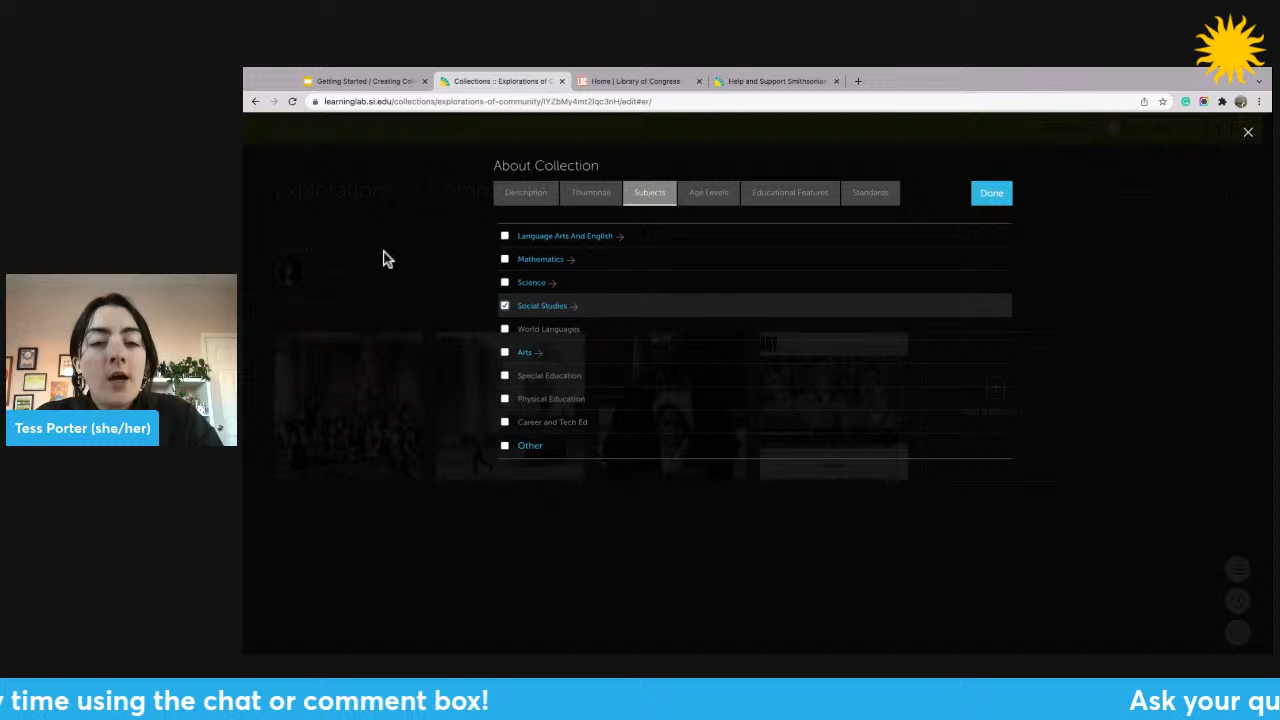 Getting Started / Creating Col
Collections :: Explorations of C
Home | Library of Congress
Help and Support Smithsonian
learninglab.si.edu/collections/explorations-of-community/IYZbMy4mt2lqc3nH/edit#er/
About Collection
Description
Thumbnail
Subjects
Age Levels
Educational Features
Standards
Done
Language Arts And English
Mathematics
Science
Social Studies
World Languages
Arts
Special Education
Physical Education
Career and Tech Ed
Other
Tess Porter (she/her)
y time using the chat or comment box!
Ask your qu